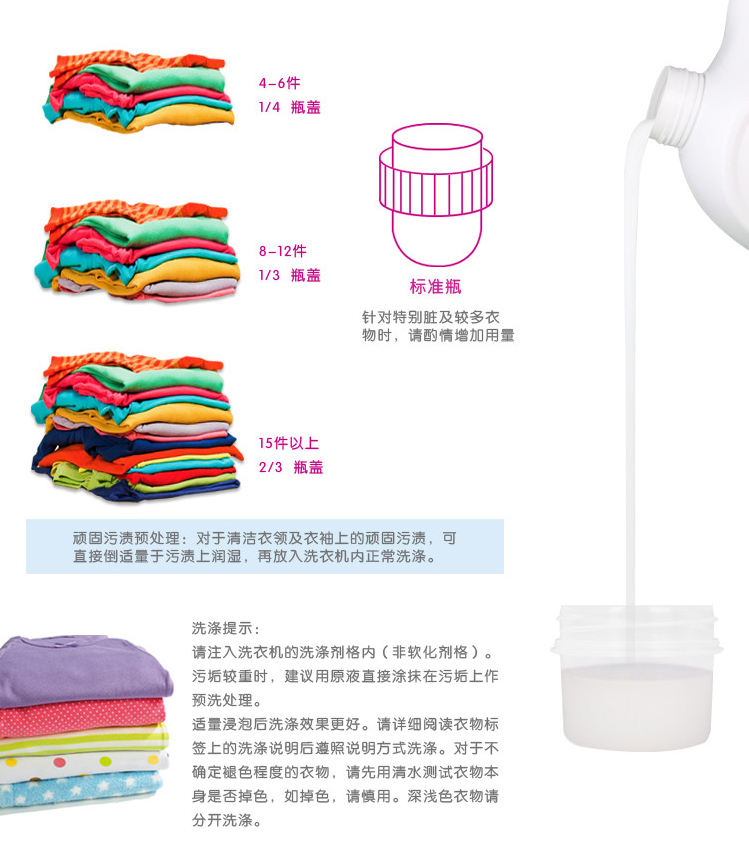 4-6件
1/4 瓶盖
8-12件
1/3 瓶盖
标准瓶
针对特别脏及较多衣
物时，请酌情增加用量
15件以上
2/3 瓶盖
顽固污渍预处理：对于清洁衣领及衣袖上的顽固污渍，可
直接倒适量于污渍上润湿，再放入洗衣机内正常洗涤。
洗涤提示：
请注入洗衣机的洗涤剂格内（非软化剂格）。
污垢较重时，建议用原液直接涂抹在污垢上作
预洗处理。
适量浸泡后洗涤效果更好。请详细阅读衣物标
签上的洗涤说明后遵照说明方式洗涤。对于不
确定褪色程度的衣物，请先用清水测试衣物本
身是否掉色，如掉色，请慎用。深浅色衣物请
分开洗涤。